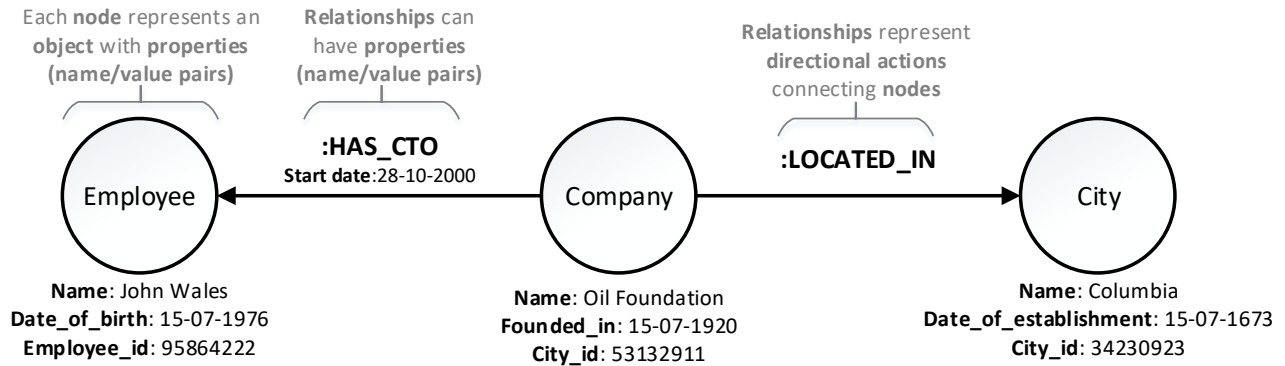 Each node represents an
object with properties
(name/value pairs)
Relationships can
have properties
(name/value pairs)
Relationships represent
directional actions
connecting nodes
:HAS_CTO
Start date:28-10-2000
:LOCATED_IN
Employee
Company
City
Name: John Wales
Date_of_birth: 15-07-1976
Employee_id: 95864222
Name: Oil Foundation
Founded_in: 15-07-1920
City_id: 53132911
Name: Columbia
Date_of_establishment: 15-07-1673
City_id: 34230923